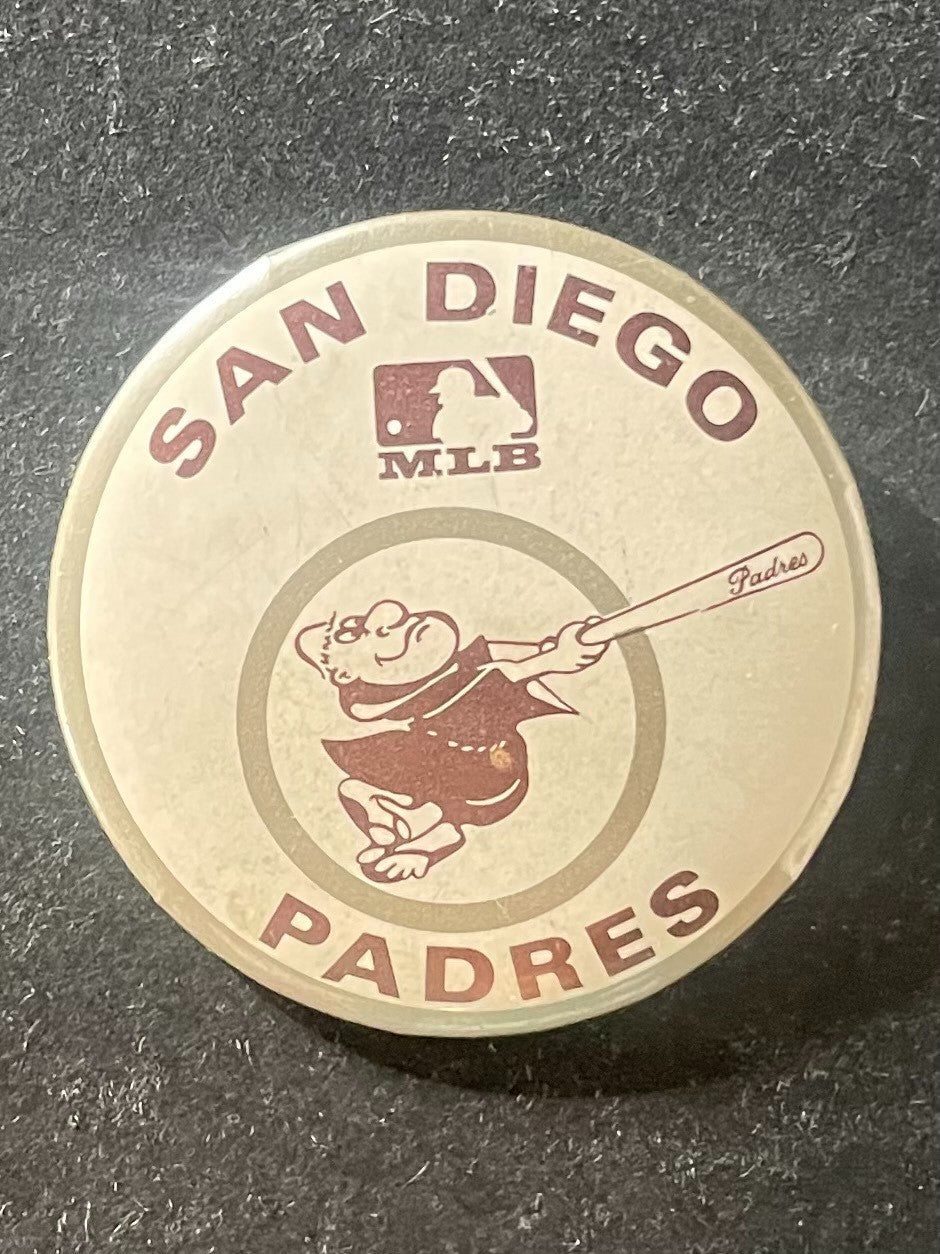 SAN DIEGO
MLB
Padres
PADRES